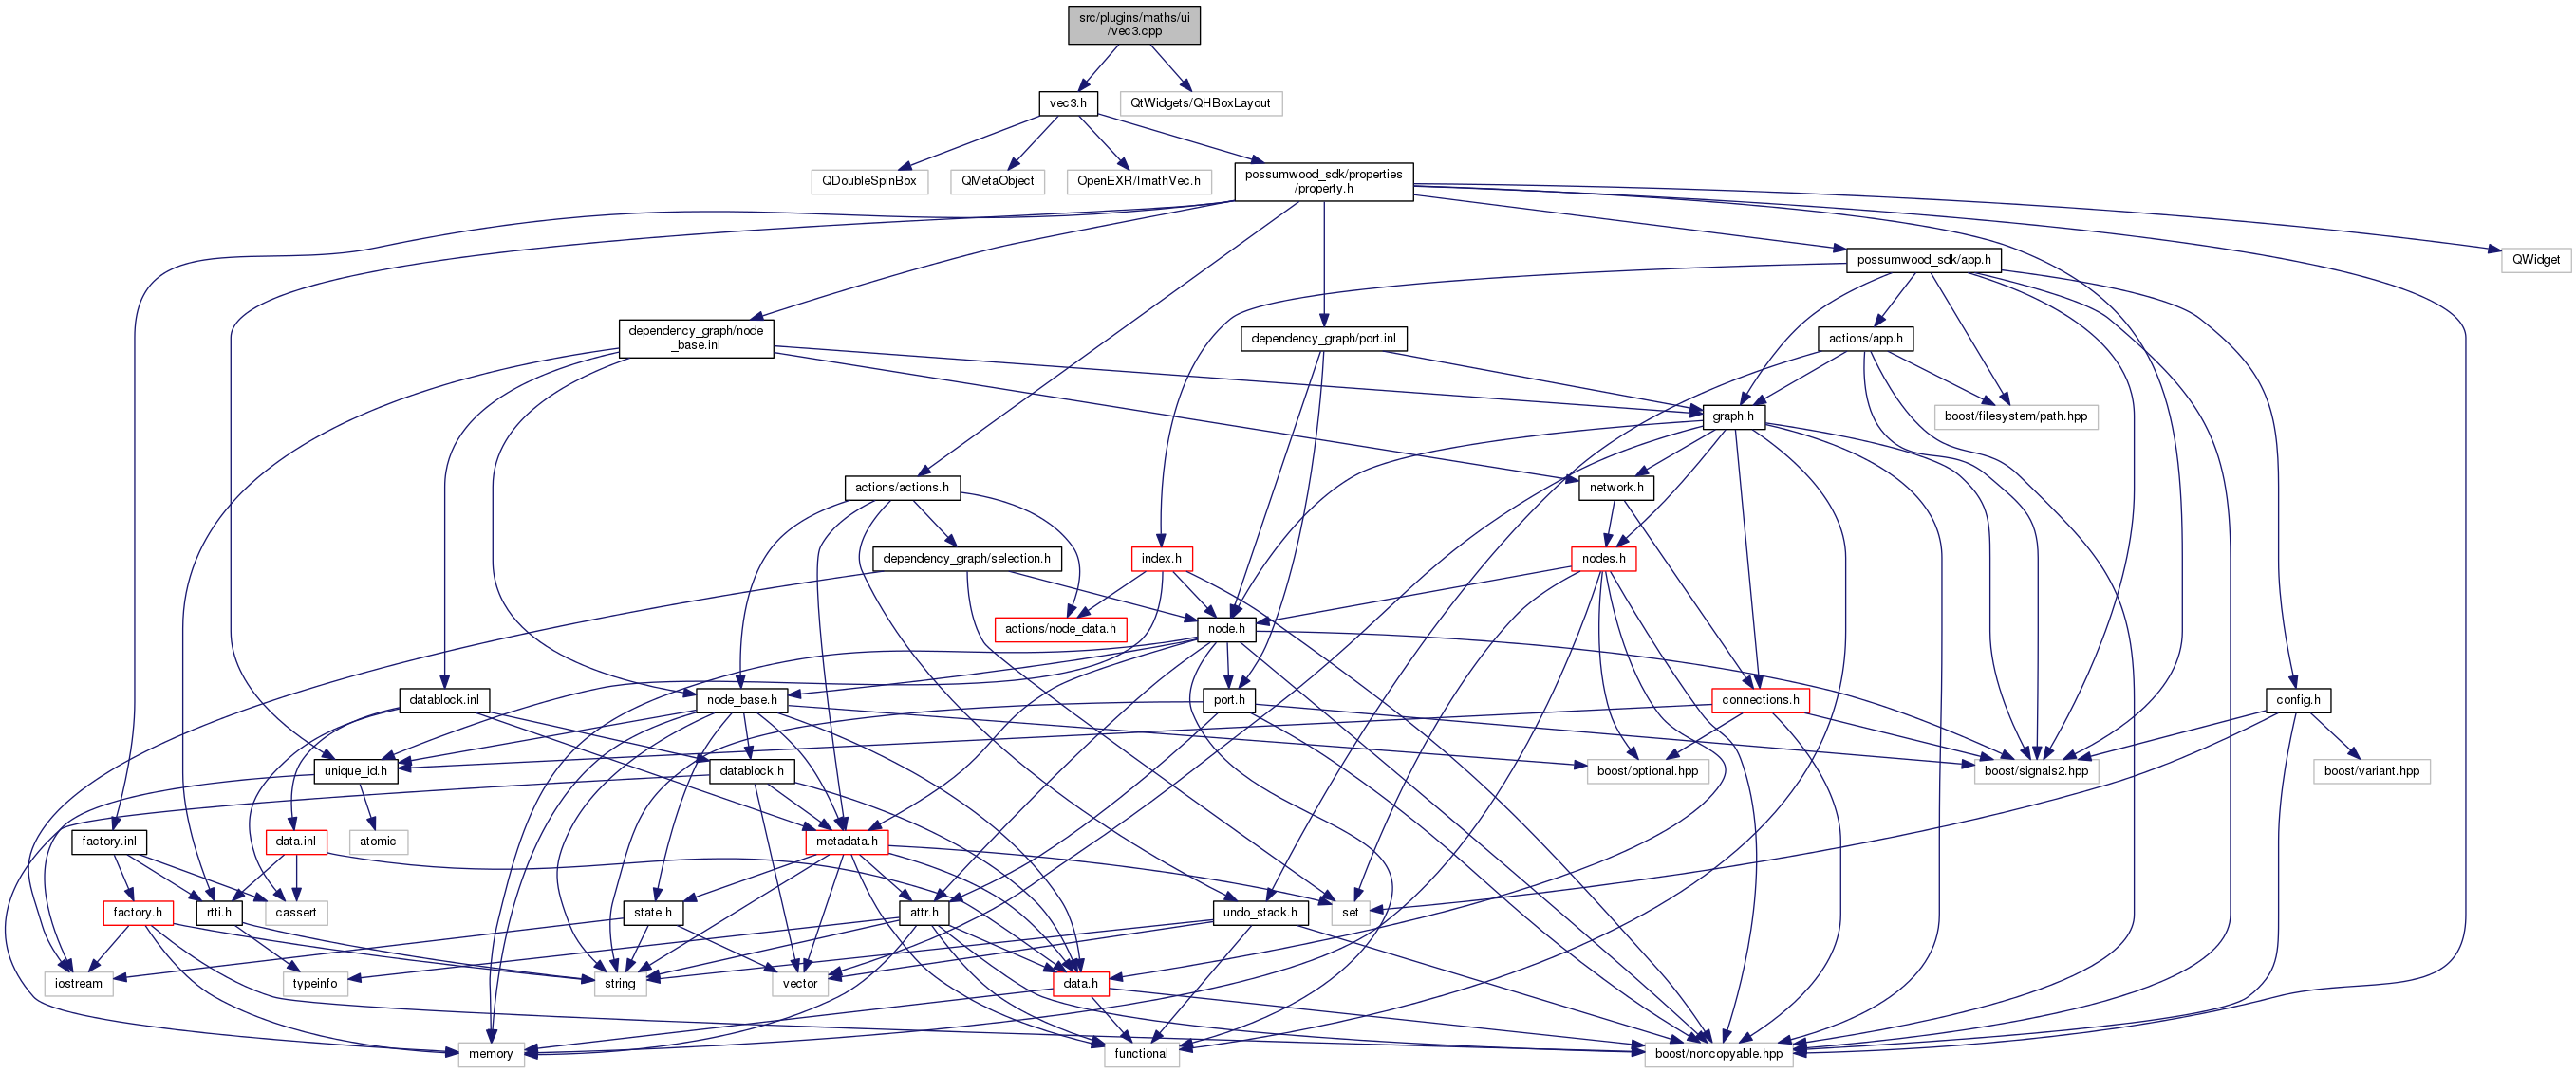 src/plugins/maths/ui
/vec3.cpp
vec3.h
QtWidgets/QHBoxLayout
QDoubleSpinBox
QMetaObject
OpenEXR/ImathVec.h
possumwood_sdk/properties
/property.h
possumwood_sdk/app.h
QWidget
dependency_graph/node
_base.inl
dependency_graph/port.inl
actions/app.h
graph.h
boost/filesystem/path.hpp
actions/actions.h
network.h
dependency_graph/selection.h
index.h
nodes.h
actions/node_data.h
node.h
datablock.inl
node_base.h
port.h
connections.h
config.h
unique_id.h
datablock.h
boost/optional.hpp
boost/signals2.hpp
boost/variant.hpp
factory.inl
data.inl
atomic
metadata.h
factory.h
rtti.h
cassert
state.h
attr.h
undo_stack.h
set
iostream
typeinfo
string
vector
data.h
memory
functional
boost/noncopyable.hpp